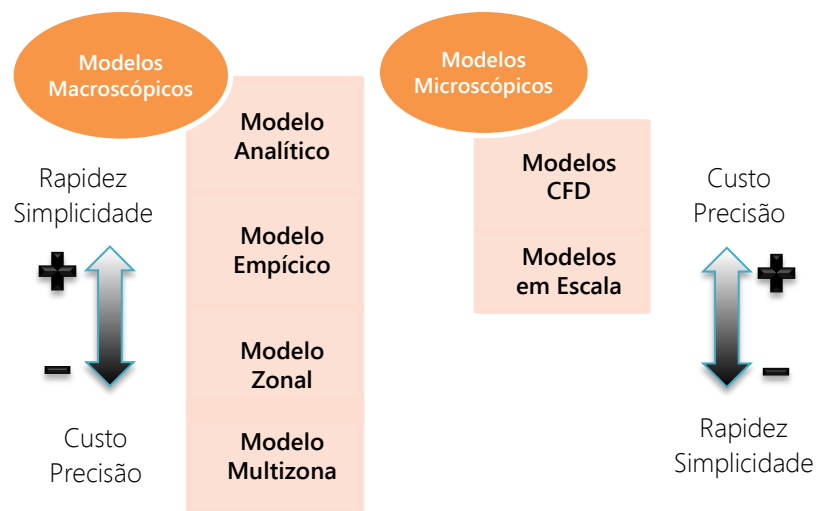 Modelos
Macroscópicos
Modelo
Analítico
Modelo
Empícico
Modelo
Zonal
Modelo
Multizona
Rapidez
Simplicidade
+
-
Custo
Precisão
Modelos
Microscópicos
Modelos
CFD
Modelos
em Escala
Custo
Precisão
+
-
Rapidez
Simplicidade